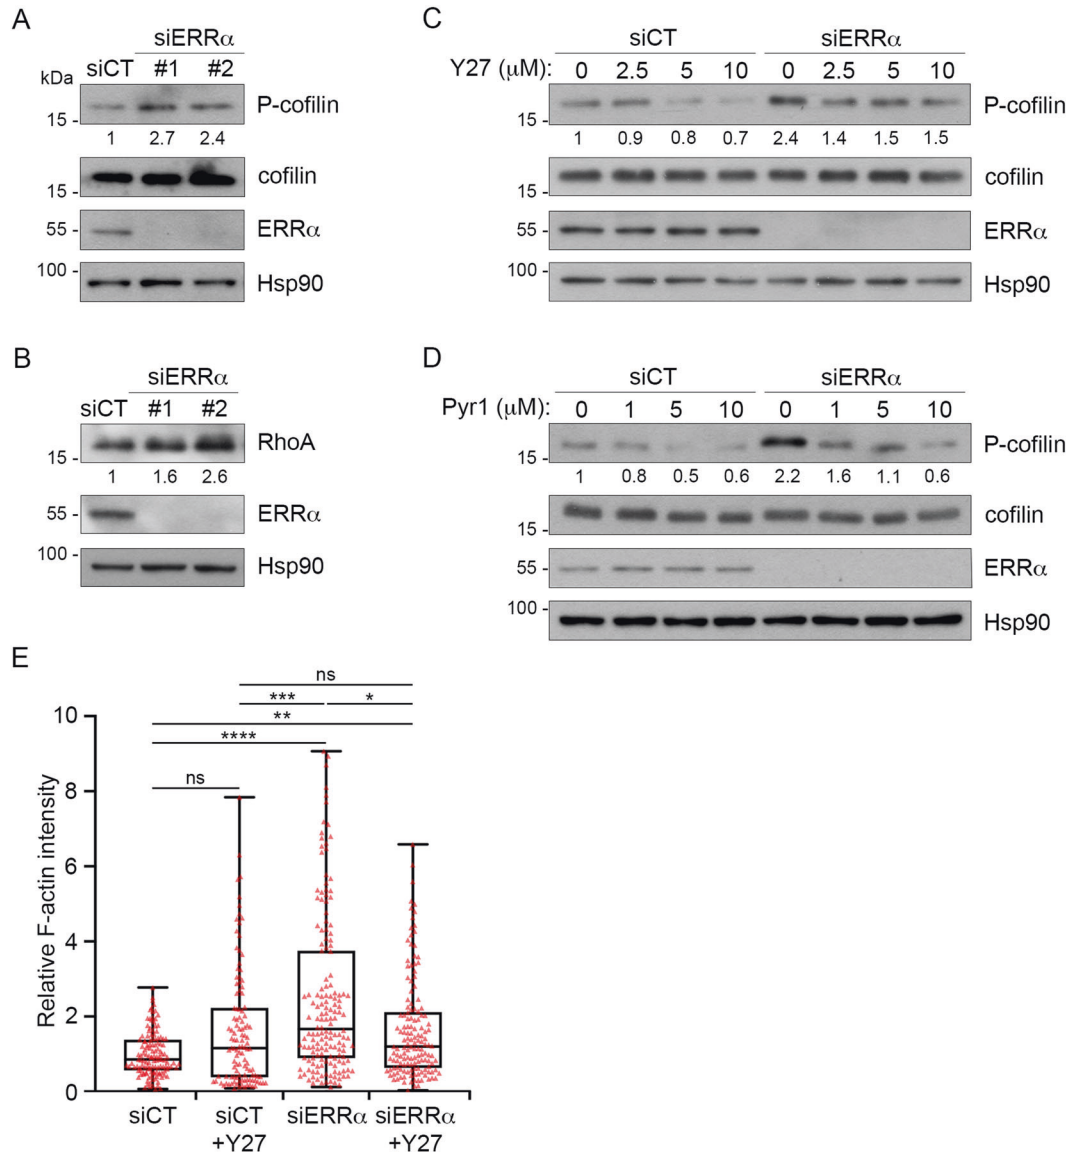 A
siERRα
kDa siCT #1 #2
P-cofilin
15 -
1 2.7 2.4
cofilin
15 -
55 - ERRα
100 -
Hsp90
B
siERRα
siCT #1 #2
RhoA
15 -
1 1.6 2.6
55 - ERRα
100 -
Hsp90
C
siCT siERRα
Y27 (μM): 0 2.5 5 10 0 2.5 5 10
P-cofilin
15 -
1 0.9 0.8 0.7 2.4 1.4 1.5 1.5
cofilin
15 -
55 - ERRα
100 -
Hsp90
D
siCT siERRα
Pyr1 (μM): 0 1 5 10 0 1 5 10
P-cofilin
15 -
1 0.8 0.5 0.6 2.2 1.6 1.1 0.6
cofilin
15 -
55 - ERRα
100 -
Hsp90
E
ns
*** *
**
****
ns
Relative F-actin intensity
10
8
6
4
2
0
siCT siCT siERRα siERRα
+Y27 +Y27